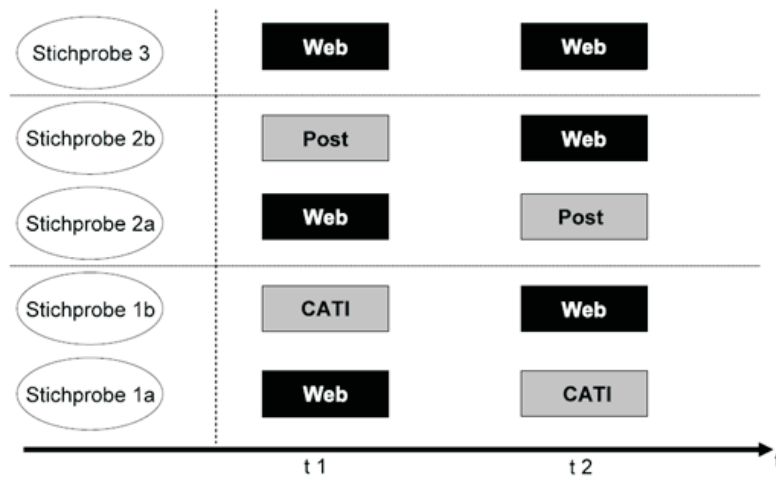 Stichprobe 3 Web Web
Stichprobe 2b Post Web
Stichprobe 2a Web Post
Stichprobe 1b CATI Web
Stichprobe 1a Web CATI
t 1 t 2 t